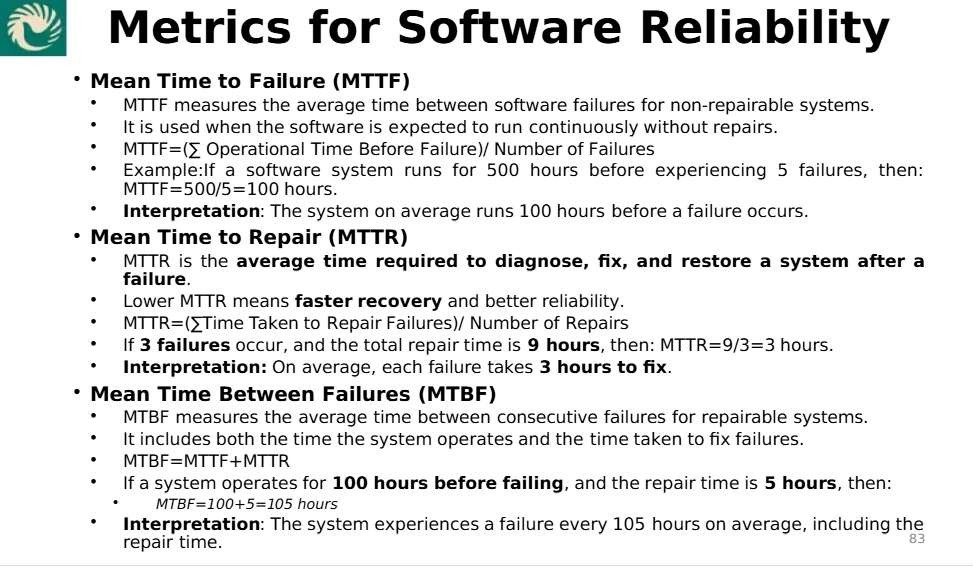 Metrics for Software Reliability
• Mean Time to Failure (MTTF)
• MTTF measures the average time between software failures for non-repairable systems.
• It is used when the software is expected to run continuously without repairs.
• MTTF=(∑ Operational Time Before Failure)/ Number of Failures
• Example:If a software system runs for 500 hours before experiencing 5 failures, then:
MTTF=500/5=100 hours.
• Interpretation: The system on average runs 100 hours before a failure occurs.
• Mean Time to Repair (MTTR)
• MTTR is the average time required to diagnose, fix, and restore a system after a
failure.
• Lower MTTR means faster recovery and better reliability.
• MTTR=(∑Time Taken to Repair Failures)/ Number of Repairs
• If 3 failures occur, and the total repair time is 9 hours, then: MTTR=9/3=3 hours.
• Interpretation: On average, each failure takes 3 hours to fix.
• Mean Time Between Failures (MTBF)
• MTBF measures the average time between consecutive failures for repairable systems.
• It includes both the time the system operates and the time taken to fix failures.
• MTBF=MTTF+MTTR
• If a system operates for 100 hours before failing, and the repair time is 5 hours, then:
• MTBF=100+5=105 hours
• Interpretation: The system experiences a failure every 105 hours on average, including the
repair time.
83